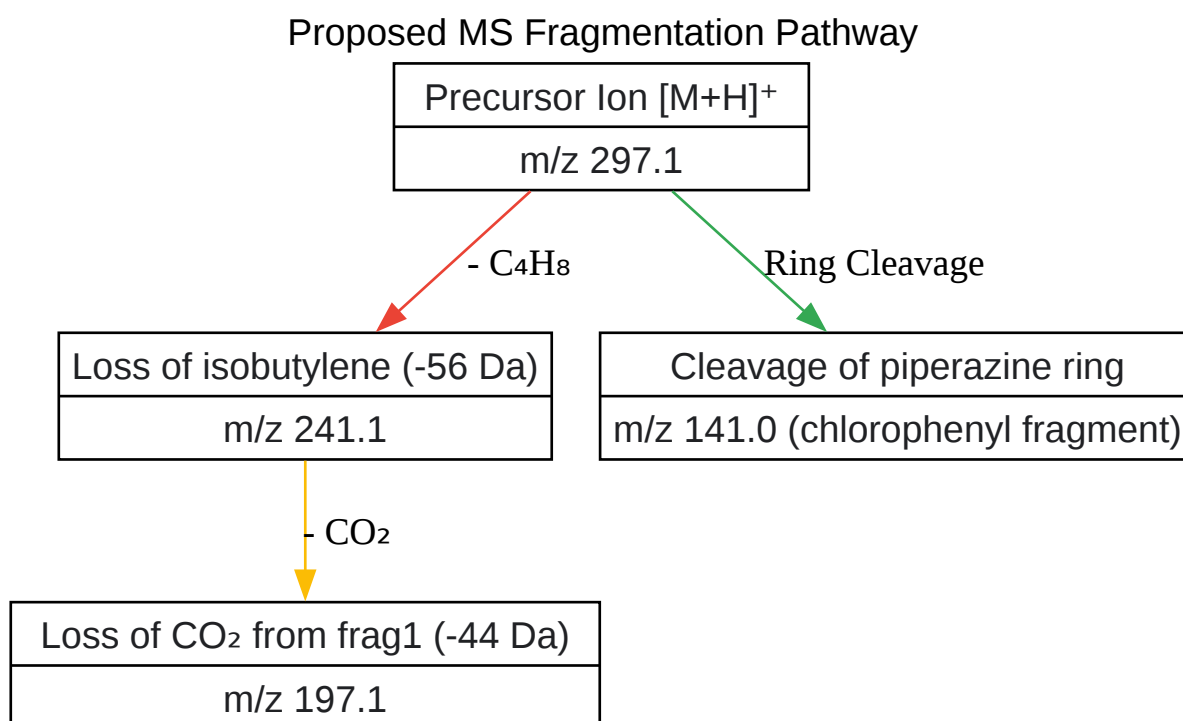 Proposed MS Fragmentation Pathway
Precursor Ion [M+H]⁺
m/z 297.1
- C₄H₈
Ring Cleavage
Loss of isobutylene (-56 Da)
Cleavage of piperazine ring
m/z 241.1
m/z 141.0 (chlorophenyl fragment)
- CO₂
Loss of CO₂ from frag1 (-44 Da)
m/z 197.1